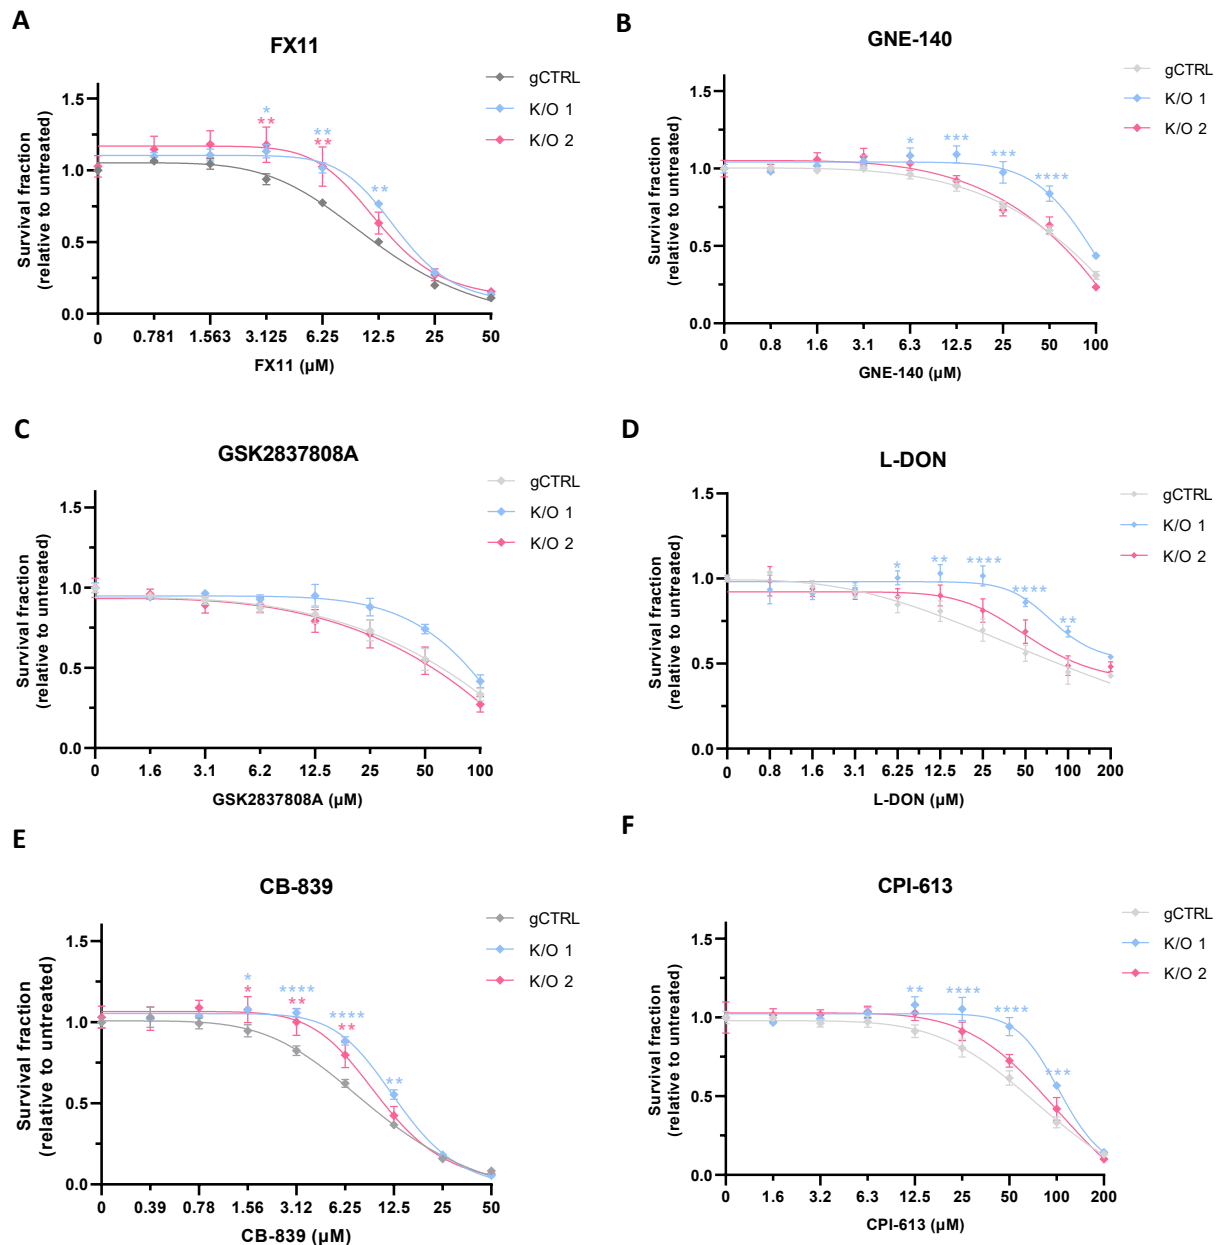 A
FX11
gCTRL
K/O 1
K/O 2
Survival fraction
(relative to untreated)
1.5
1.0
0.5
0.0
*
**
**
**
**
0
0.781
1.563
3.125
6.25
12.5
25
50
FX11 (µM)
B
GNE-140
gCTRL
K/O 1
K/O 2
Survival fraction
(relative to untreated)
1.5
1.0
0.5
0.0
*
***
***
****
0
0.8
1.6
3.1
6.3
12.5
25
50
100
GNE-140 (µM)
C
GSK2837808A
gCTRL
K/O 1
K/O 2
Survival fraction
(relative to untreated)
1.5
1.0
0.5
0.0
0
1.6
3.1
6.2
12.5
25
50
100
GSK2837808A (µM)
D
L-DON
gCTRL
K/O 1
K/O 2
Survival fraction
(relative to untreated)
1.5
1.0
0.5
0.0
*
**
****
****
**
0
0.8
1.6
3.1
6.25
12.5
25
50
100
200
L-DON (µM)
E
CB-839
gCTRL
K/O 1
K/O 2
Survival fraction
(relative to untreated)
1.5
1.0
0.5
0.0
*
*
****
**
****
**
**
0
0.39
0.78
1.56
3.12
6.25
12.5
25
50
CB-839 (µM)
F
CPI-613
gCTRL
K/O 1
K/O 2
Survival fraction
(relative to untreated)
1.5
1.0
0.5
0.0
**
****
****
***
0
1.6
3.2
6.3
12.5
25
50
100
200
CPI-613 (µM)